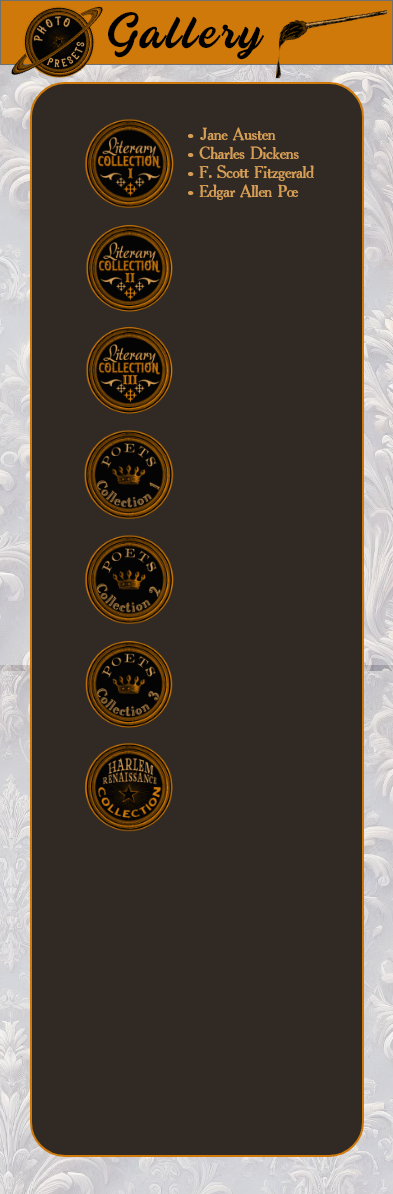 PHOTO
PRESETS
Gallery
Literary
COLLECTION
I
• Jane Austen
• Charles Dickens
• F. Scott Fitzgerald
• Edgar Allen Poe
Literary
COLLECTION
II
Literary
COLLECTION
III
POETS
Collection 1
POETS
Collection 2
POETS
Collection 3
HARLEM
RENAISSANCE
COLLECTION